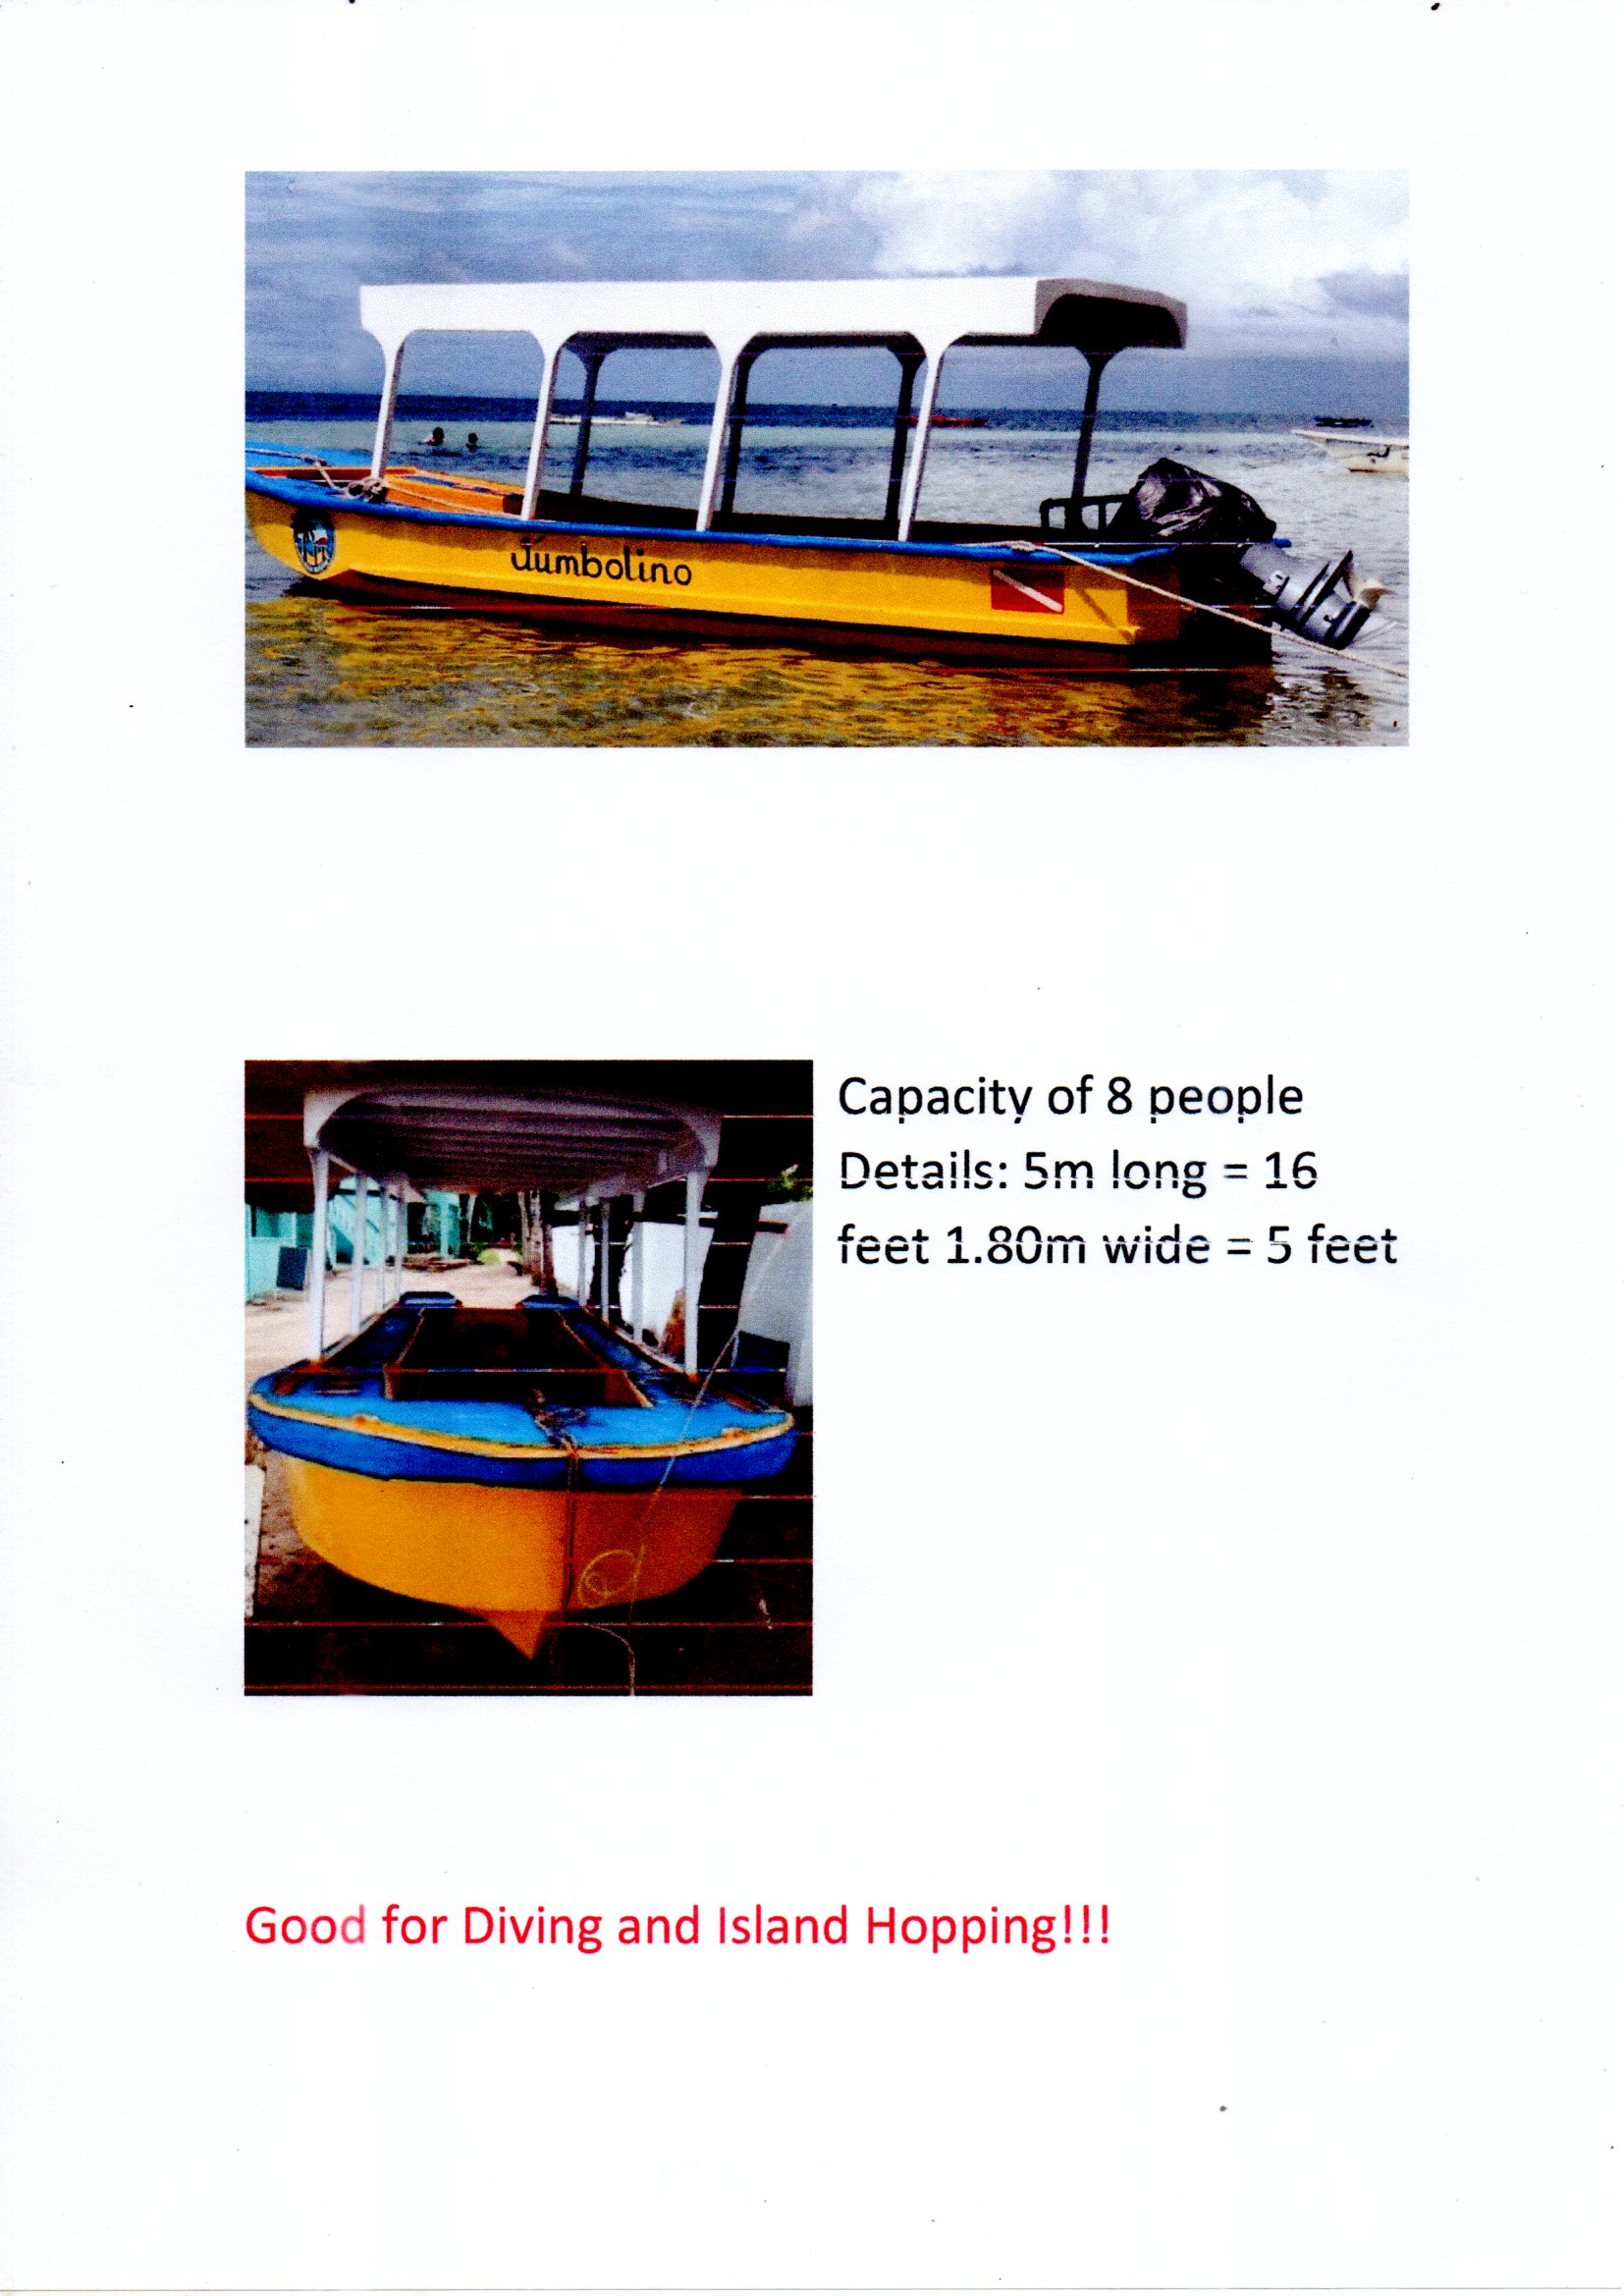 Jumbolino
Capacity of 8 people
Details: 5m long = 16
feet 1.80m wide = 5 feet
Good for Diving and Island Hopping!!!